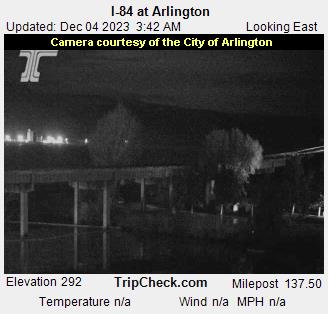 I-84 at Arlington
Updated: Dec 04 2023 3:42 AM Looking East
Camera courtesy of the City of Arlington
Elevation 292 TripCheck.com Milepost 137.50
Temperature n/a Wind n/a MPH n/a